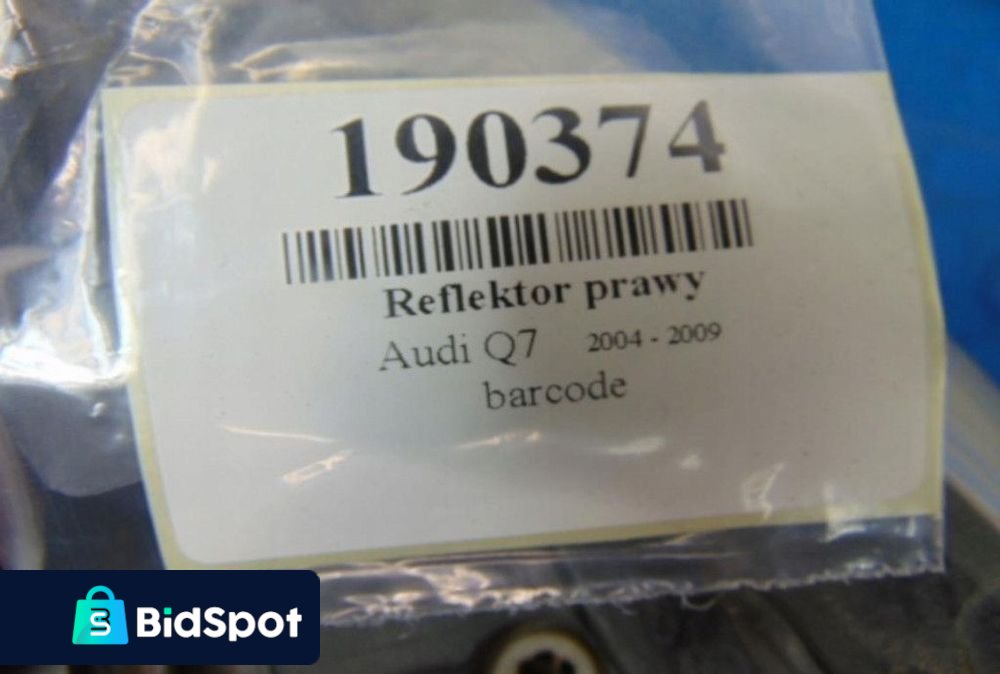 190374
Reflektor prawy
Audi Q7 2004 - 2009
barcode
BidSpot